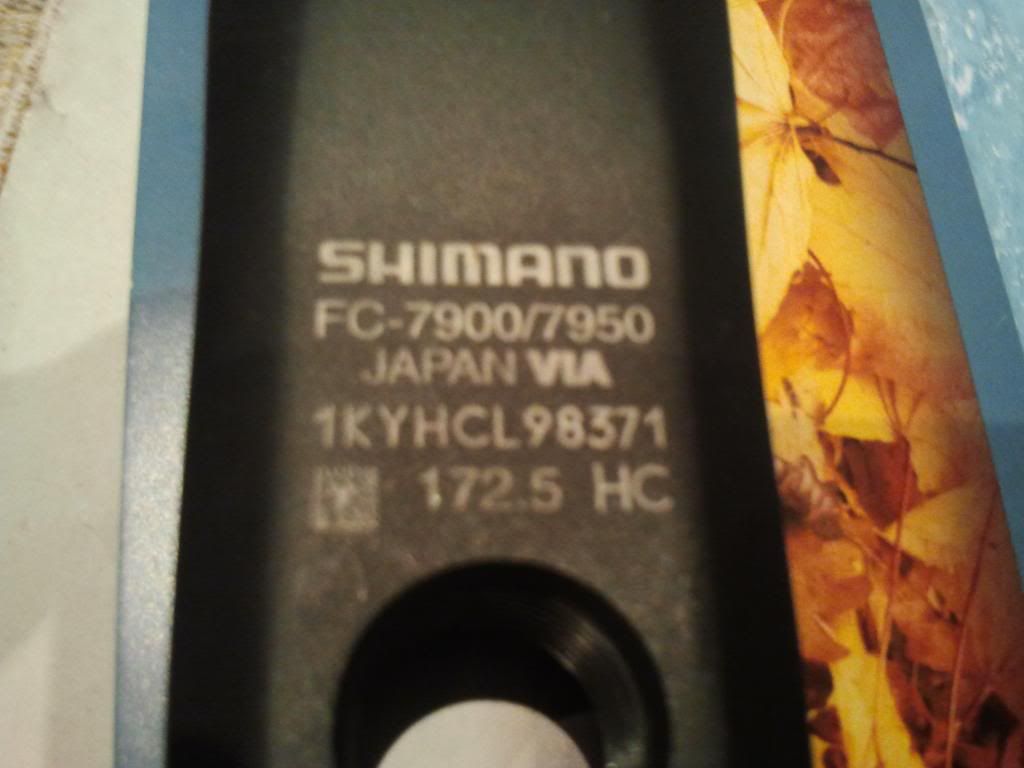 SHIMANO
FC-7900/7950
JAPAN VIA
1KYHCL98371
172.5 HC